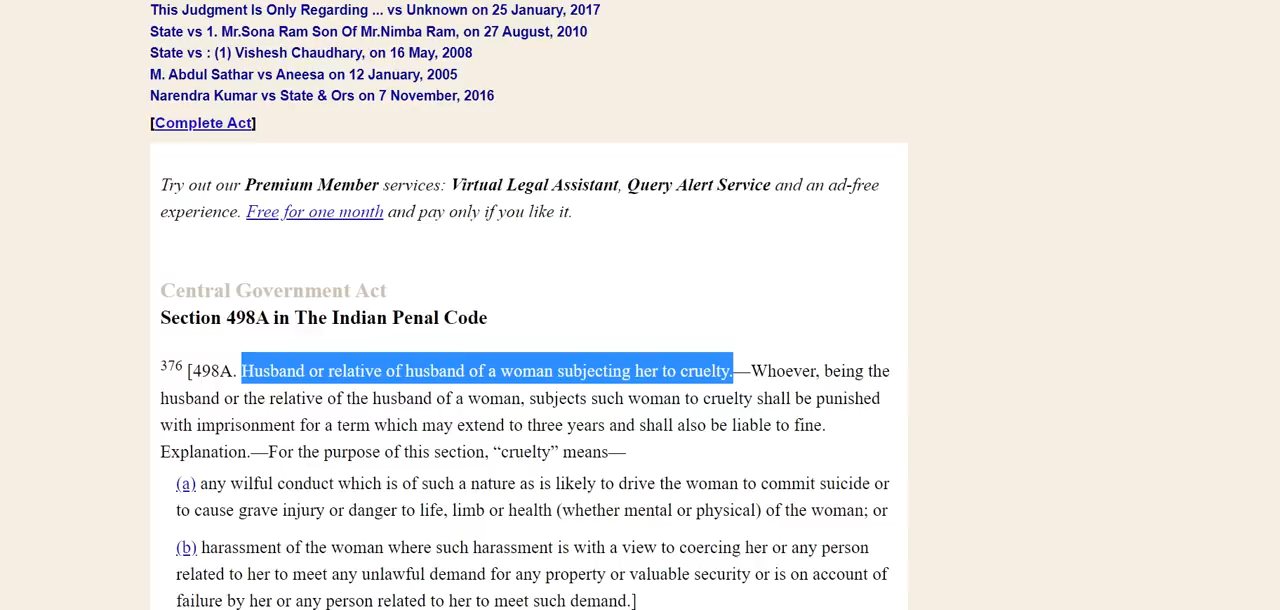 This Judgment Is Only Regarding ... vs Unknown on 25 January, 2017
State vs 1. Mr.Sona Ram Son Of Mr.Nimba Ram, on 27 August, 2010
State vs : (1) Vishesh Chaudhary, on 16 May, 2008
M. Abdul Sathar vs Aneesa on 12 January, 2005
Narendra Kumar vs State & Ors on 7 November, 2016
[Complete Act]
Try out our Premium Member services: Virtual Legal Assistant, Query Alert Service and an ad-free
experience. Free for one month and pay only if you like it.
Central Government Act
Section 498A in The Indian Penal Code
376 [498A. Husband or relative of husband of a woman subjecting her to cruelty.—Whoever, being the
husband or the relative of the husband of a woman, subjects such woman to cruelty shall be punished
with imprisonment for a term which may extend to three years and shall also be liable to fine.
Explanation.—For the purpose of this section, “cruelty” means—
(a) any wilful conduct which is of such a nature as is likely to drive the woman to commit suicide or
to cause grave injury or danger to life, limb or health (whether mental or physical) of the woman; or
(b) harassment of the woman where such harassment is with a view to coercing her or any person
related to her to meet any unlawful demand for any property or valuable security or is on account of
failure by her or any person related to her to meet such demand.]